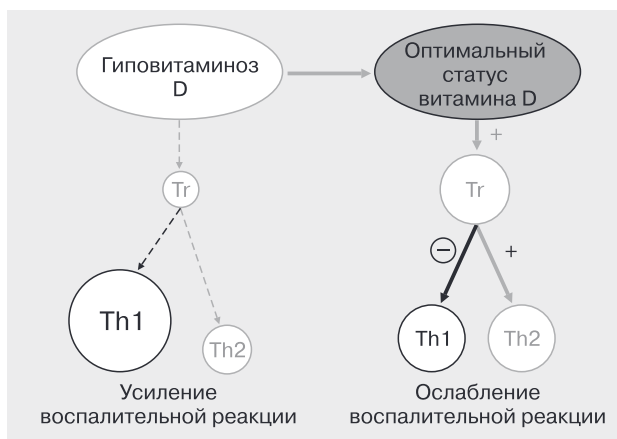 Гиповитаминоз
D
Оптимальный
статус
витамина D
+
Tr
Tr
−
+
Th1
Th2
Th1
Th2
Усиление
воспалительной реакции
Ослабление
воспалительной реакции